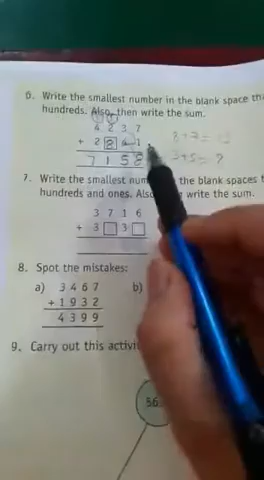 6. Write the smallest number in the blank space th
hundreds. Also, then write the sum.
4 2 3 7
+ 2 8 1
7 1 5 8
3+5= ?
7. Write the smallest num the blank spaces t
hundreds and ones. Also write the sum.
3 7 1 6
+ 3 □ 3 □
8. Spot the mistakes:
a) 3 4 6 7 b)
+ 1 9 3 2
4 3 9 9
9. Carry out this activi
56